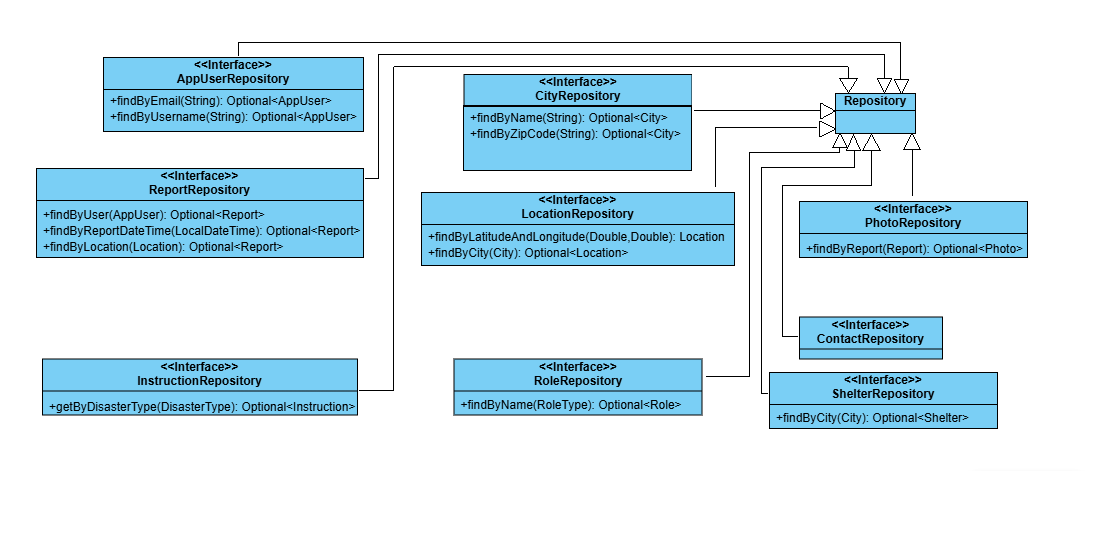 <<Interface>>
AppUserRepository
+findByEmail(String): Optional<AppUser>
+findByUsername(String): Optional<AppUser>
<<Interface>>
CityRepository
+findByName(String): Optional<City>
+findByZipCode(String): Optional<City>
Repository
<<Interface>>
ReportRepository
+findByUser(AppUser): Optional<Report>
+findByReportDateTime(LocalDateTime): Optional<Report>
+findByLocation(Location): Optional<Report>
<<Interface>>
LocationRepository
+findByLatitudeAndLongitude(Double,Double): Location
+findByCity(City): Optional<Location>
<<Interface>>
PhotoRepository
+findByReport(Report): Optional<Photo>
<<Interface>>
ContactRepository
<<Interface>>
InstructionRepository
+getByDisasterType(DisasterType): Optional<Instruction>
<<Interface>>
RoleRepository
+findByName(RoleType): Optional<Role>
<<Interface>>
ShelterRepository
+findByCity(City): Optional<Shelter>